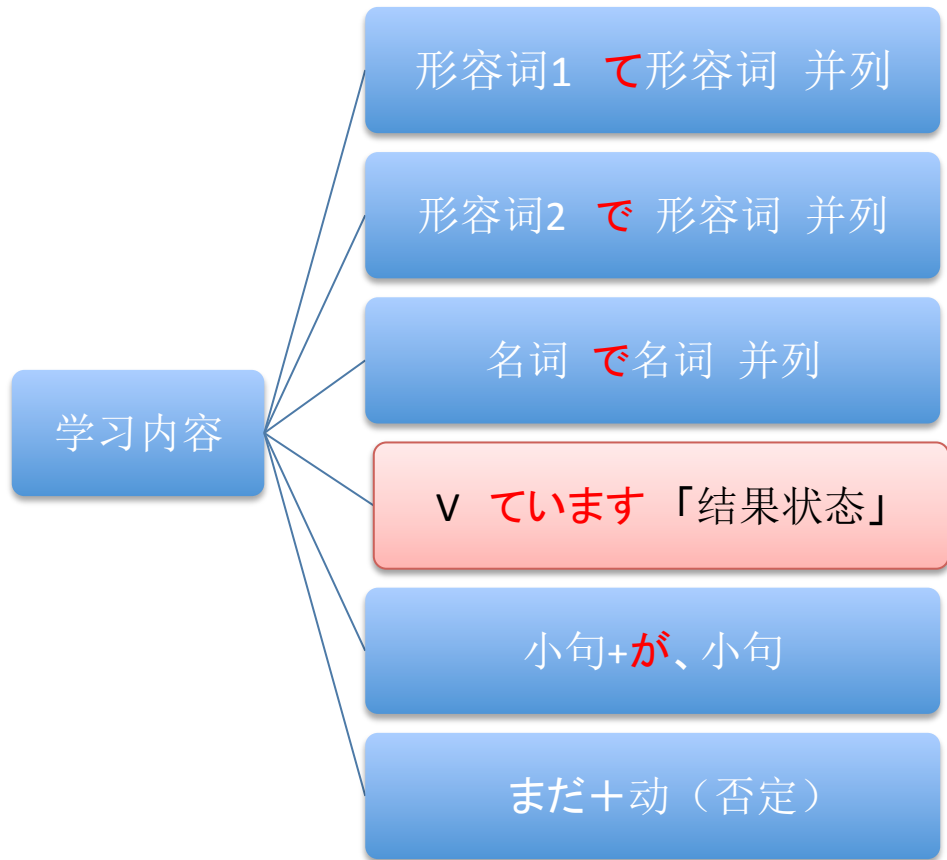 形容词1 て形容词 并列
形容词2 で 形容词 并列
名词 で名词 并列
学习内容
V ています「结果状态」
小句+が、小句
まだ＋动（否定）